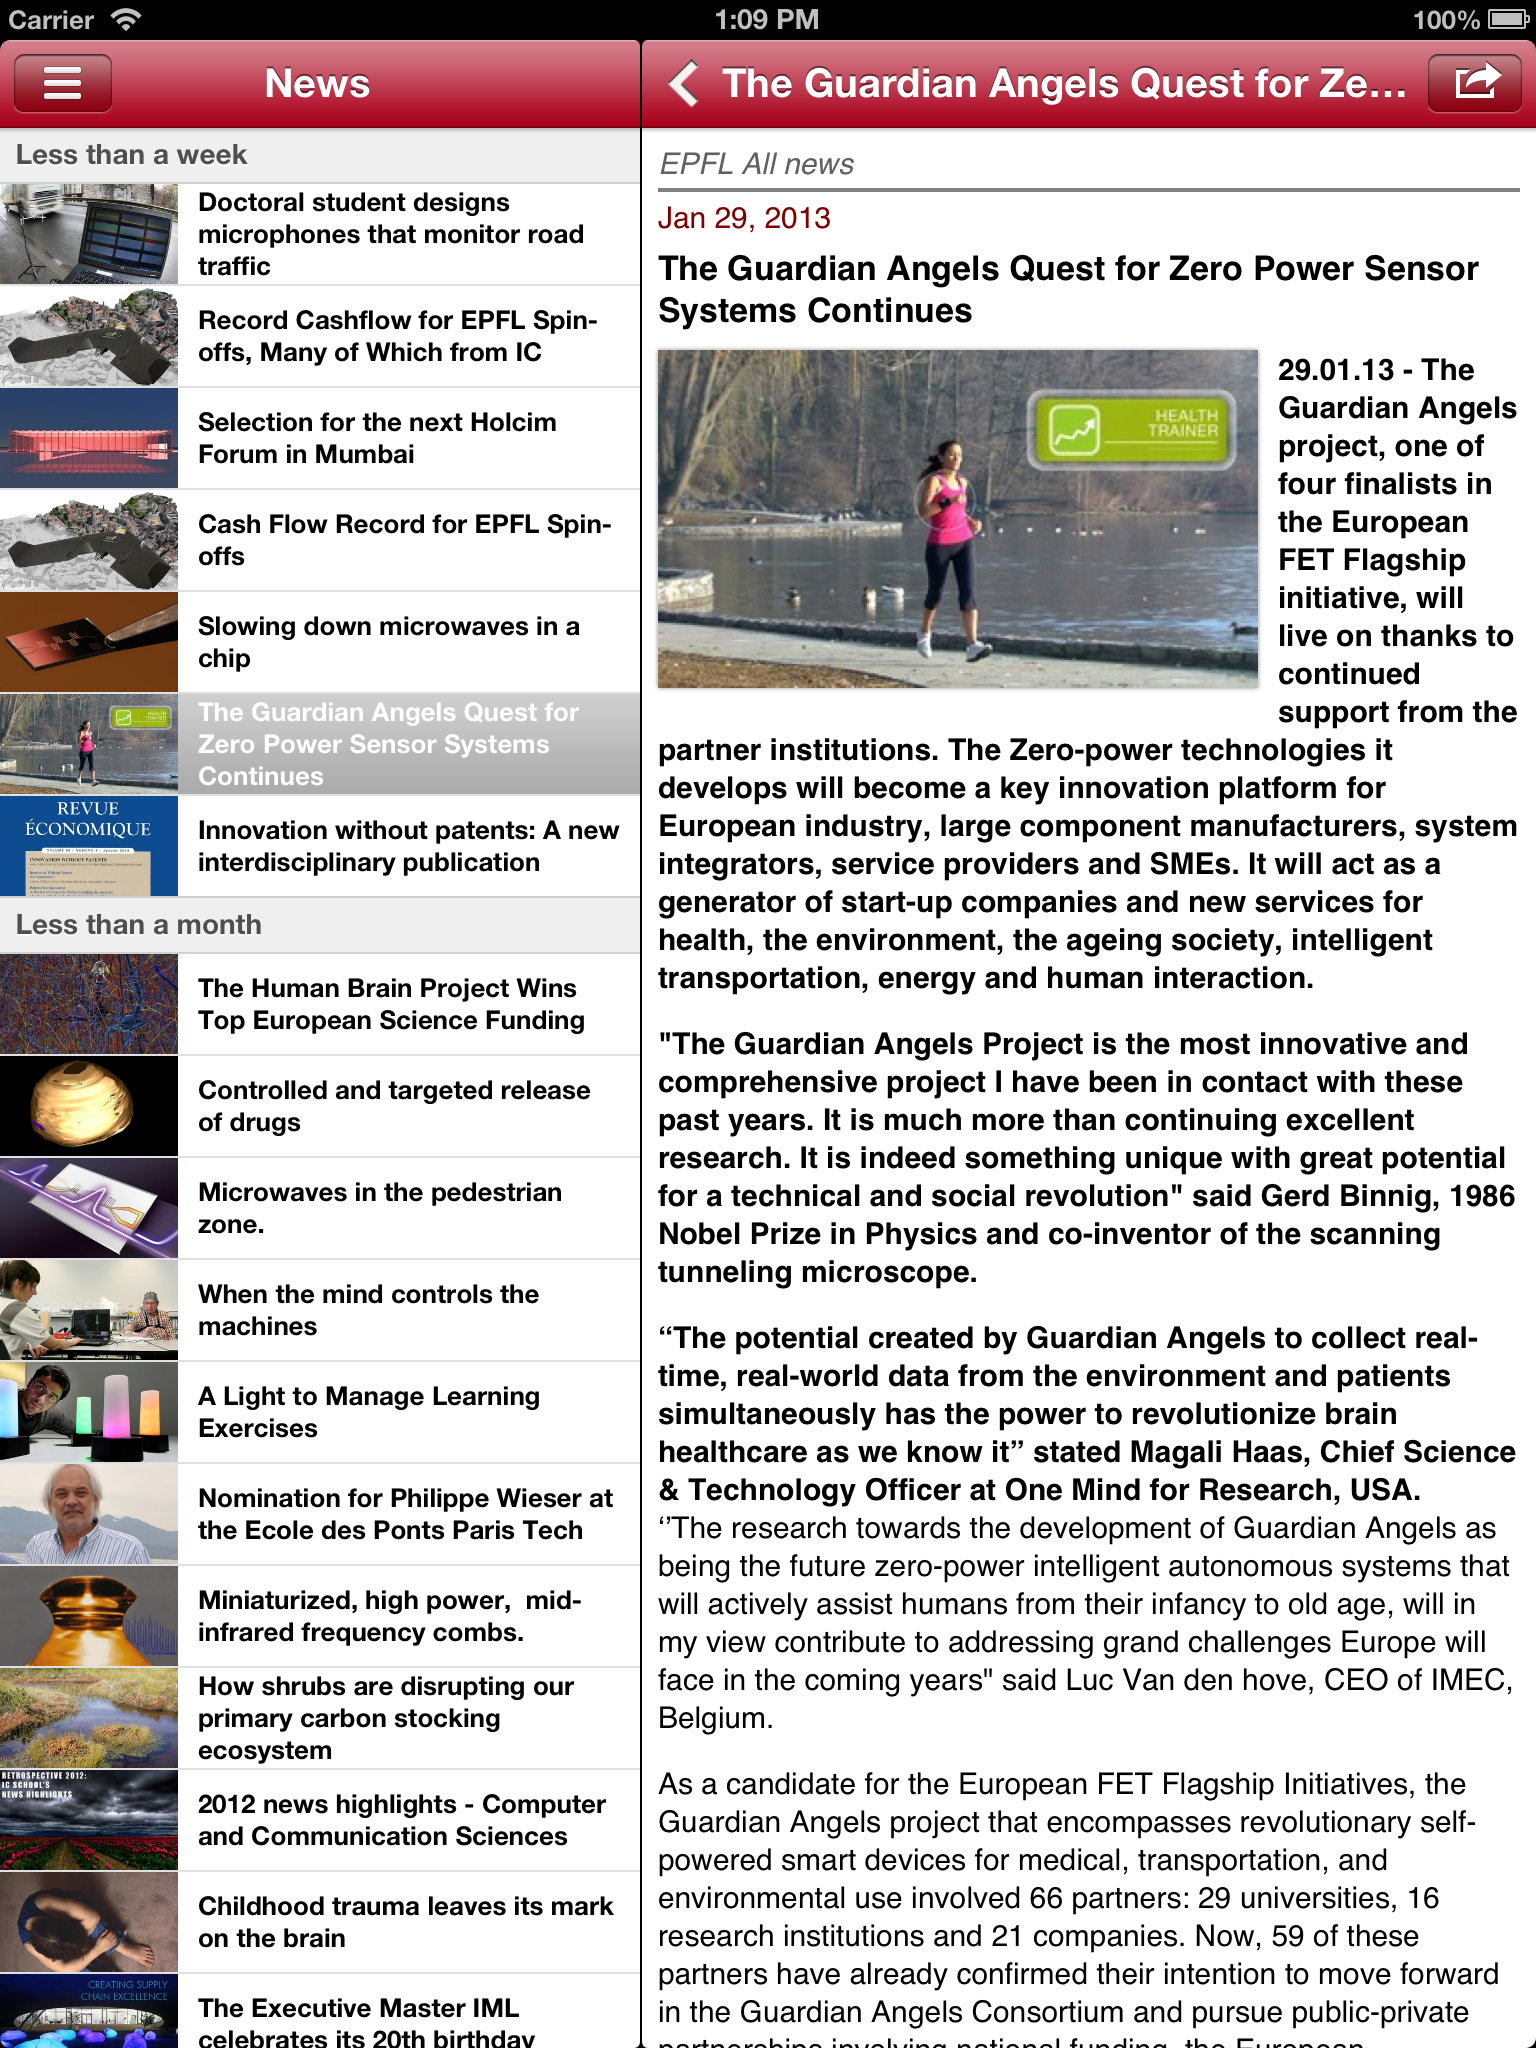 Carrier
1:09 PM
100%
News
Less than a week
Doctoral student designs
microphones that monitor road
traffic
Record Cashflow for EPFL Spin-
offs, Many of Which from IC
Selection for the next Holcim
Forum in Mumbai
Cash Flow Record for EPFL Spin-
offs
Slowing down microwaves in a
chip
HEALTH
TRAINER
The Guardian Angels Quest for
Zero Power Sensor Systems
Continues
REVUE
ÉCONOMIQUE
INNOVATION WITHOUT PATENTS
Innovation without patents: A new
interdisciplinary publication
Less than a month
The Human Brain Project Wins
Top European Science Funding
Controlled and targeted release
of drugs
Microwaves in the pedestrian
zone.
When the mind controls the
machines
A Light to Manage Learning
Exercises
Nomination for Philippe Wieser at
the Ecole des Ponts Paris Tech
Miniaturized, high power,  mid-
infrared frequency combs.
How shrubs are disrupting our
primary carbon stocking
ecosystem
RETROSPECTIVE 2012:
IC SCHOOL'S
NEWS HIGHLIGHTS
2012 news highlights - Computer
and Communication Sciences
Childhood trauma leaves its mark
on the brain
CREATING SUPPLY
CHAIN EXCELLENCE
The Executive Master IML
celebrates its 20th birthday
The Guardian Angels Quest for Ze...
EPFL All news
Jan 29, 2013
The Guardian Angels Quest for Zero Power Sensor
Systems Continues
HEALTH
TRAINER
29.01.13 - The
Guardian Angels
project, one of
four finalists in
the European
FET Flagship
initiative, will
live on thanks to
continued
support from the
partner institutions. The Zero-power technologies it
develops will become a key innovation platform for
European industry, large component manufacturers, system
integrators, service providers and SMEs. It will act as a
generator of start-up companies and new services for
health, the environment, the ageing society, intelligent
transportation, energy and human interaction.
"The Guardian Angels Project is the most innovative and
comprehensive project I have been in contact with these
past years. It is much more than continuing excellent
research. It is indeed something unique with great potential
for a technical and social revolution" said Gerd Binnig, 1986
Nobel Prize in Physics and co-inventor of the scanning
tunneling microscope.
“The potential created by Guardian Angels to collect real-
time, real-world data from the environment and patients
simultaneously has the power to revolutionize brain
healthcare as we know it” stated Magali Haas, Chief Science
& Technology Officer at One Mind for Research, USA.
‘’The research towards the development of Guardian Angels as
being the future zero-power intelligent autonomous systems that
will actively assist humans from their infancy to old age, will in
my view contribute to addressing grand challenges Europe will
face in the coming years" said Luc Van den hove, CEO of IMEC,
Belgium.
As a candidate for the European FET Flagship Initiatives, the
Guardian Angels project that encompasses revolutionary self-
powered smart devices for medical, transportation, and
environmental use involved 66 partners: 29 universities, 16
research institutions and 21 companies. Now, 59 of these
partners have already confirmed their intention to move forward
in the Guardian Angels Consortium and pursue public-private
partnerships involving national funding, the European